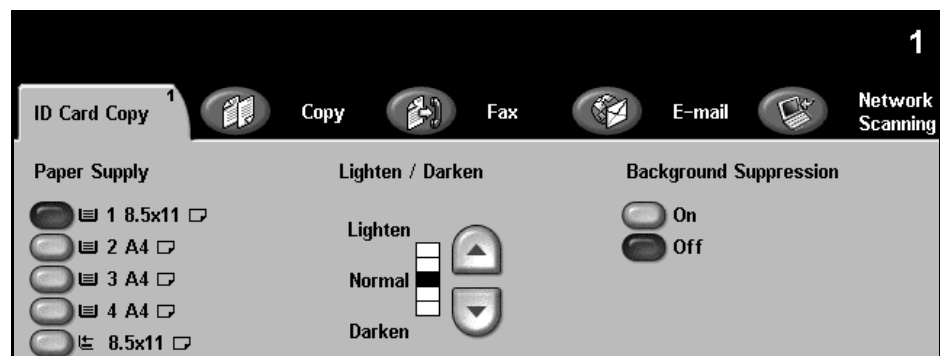 1
ID Card Copy 1
Copy
Fax
E-mail
Network
Scanning
Paper Supply
1 8.5x11
2 A4
3 A4
4 A4
8.5x11
Lighten / Darken
Lighten
Normal
Darken
Background Suppression
On
Off